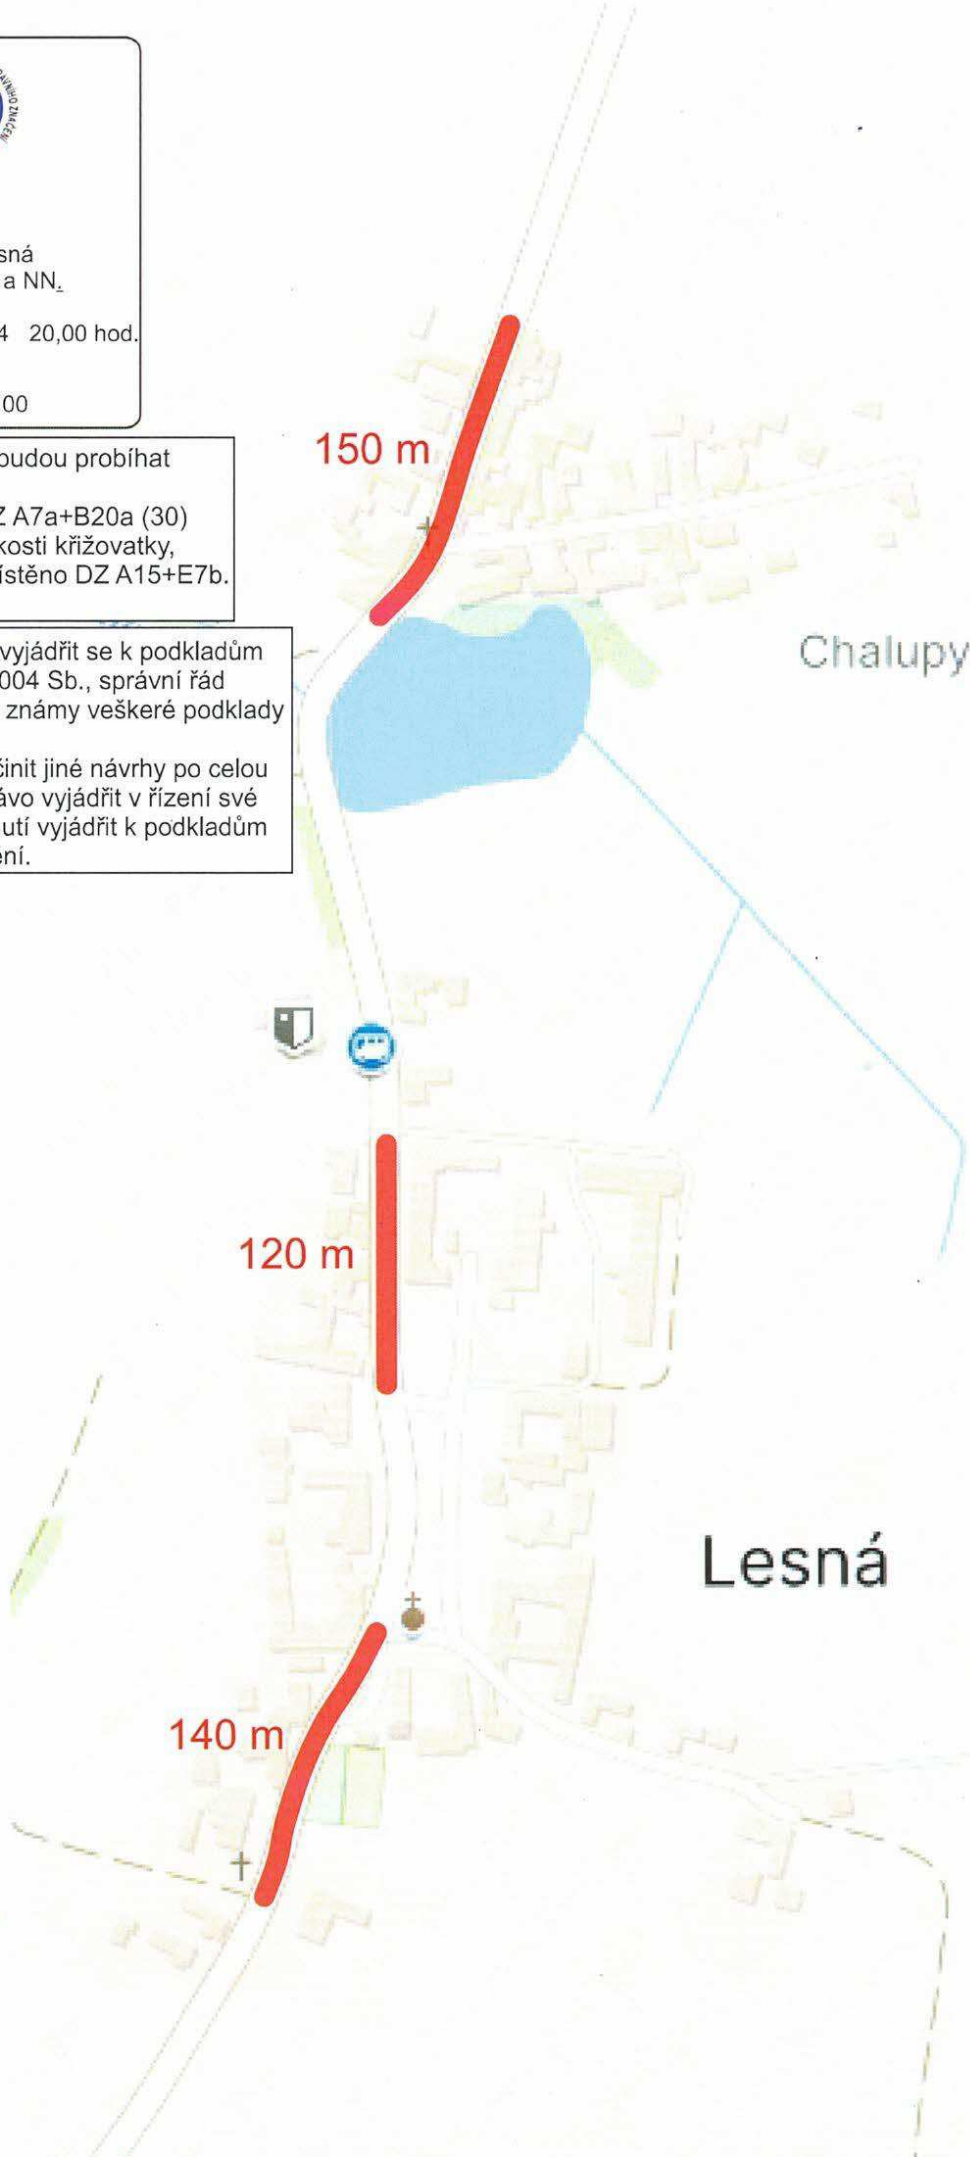 sná
a NN.
4 20,00 hod.
00
budou probíhat
Z A7a+B20a (30)
kosti křižovatky,
ístěno DZ A15+E7b.
vyjádřit se k podkladům
004 Sb., správní řád
známy veškeré podklady
činit jiné návrhy po celou
ávo vyjádřit v řízení své
nutí vyjádřit k podkladům
ění.
150 m
Chalupy
120 m
Lesná
140 m